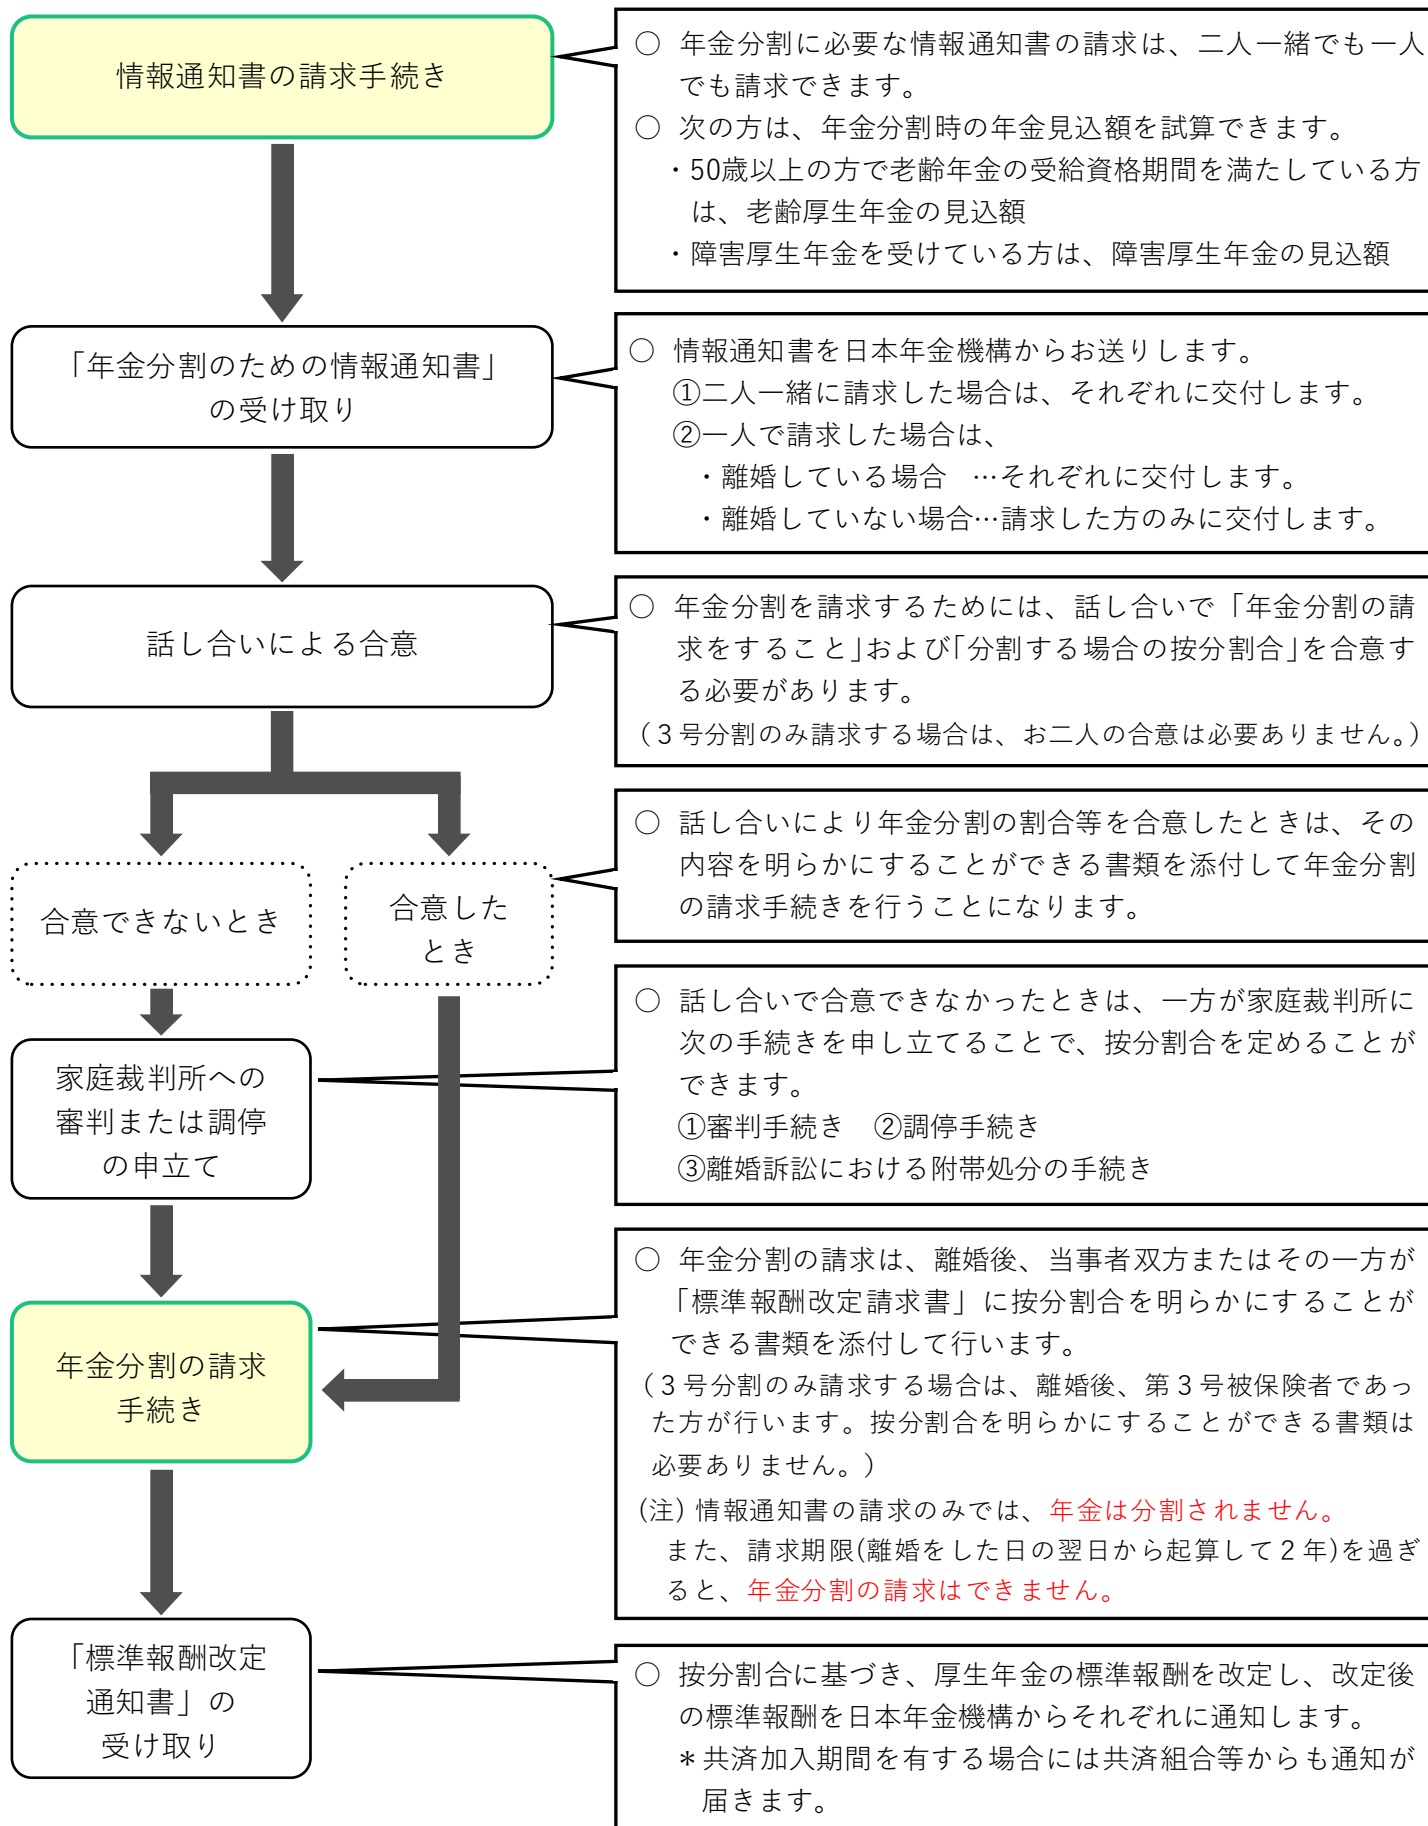 情報通知書の請求手続き
○ 年金分割に必要な情報通知書の請求は、二人一緒でも一人
でも請求できます。
○ 次の方は、年金分割時の年金見込額を試算できます。
・50歳以上の方で老齢年金の受給資格期間を満たしている方
は、老齢厚生年金の見込額
・障害厚生年金を受けている方は、障害厚生年金の見込額
「年金分割のための情報通知書」
の受け取り
○ 情報通知書を日本年金機構からお送りします。
①二人一緒に請求した場合は、それぞれに交付します。
②一人で請求した場合は、
・離婚している場合 …それぞれに交付します。
・離婚していない場合…請求した方のみに交付します。
話し合いによる合意
○ 年金分割を請求するためには、話し合いで「年金分割の請
求をすること」および「分割する場合の按分割合」を合意す
る必要があります。
（３号分割のみ請求する場合は、お二人の合意は必要ありません。）
合意できないとき
合意した
とき
○ 話し合いにより年金分割の割合等を合意したときは、その
内容を明らかにすることができる書類を添付して年金分割
の請求手続きを行うことになります。
家庭裁判所への
審判または調停
の申立て
○ 話し合いで合意できなかったときは、一方が家庭裁判所に
次の手続きを申し立てることで、按分割合を定めることが
できます。
①審判手続き ②調停手続き
③離婚訴訟における附帯処分の手続き
年金分割の請求
手続き
○ 年金分割の請求は、離婚後、当事者双方またはその一方が
「標準報酬改定請求書」に按分割合を明らかにすることが
できる書類を添付して行います。
（３号分割のみ請求する場合は、離婚後、第３号被保険者であっ
た方が行います。按分割合を明らかにすることができる書類は
必要ありません。）
(注) 情報通知書の請求のみでは、年金は分割されません。
また、請求期限(離婚をした日の翌日から起算して２年)を過ぎ
ると、年金分割の請求はできません。
「標準報酬改定
通知書」の
受け取り
○ 按分割合に基づき、厚生年金の標準報酬を改定し、改定後
の標準報酬を日本年金機構からそれぞれに通知します。
＊共済加入期間を有する場合には共済組合等からも通知が
届きます。